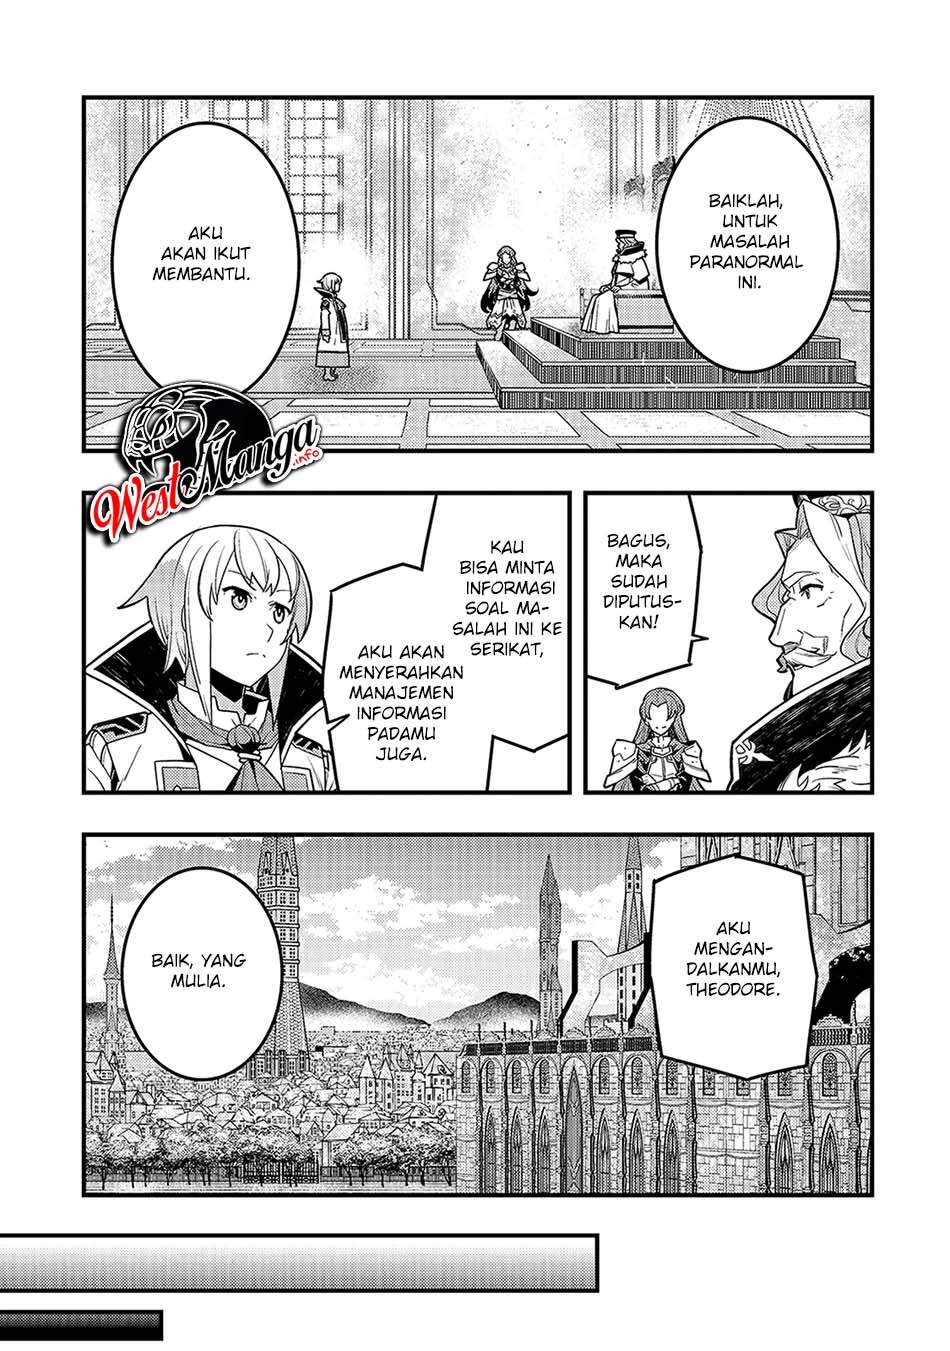 BAIKLAH,
UNTUK
MASALAH
PARANORMAL
INI.
AKU
AKAN IKUT
MEMBANTU.
WestManga
.info
BAGUS,
MAKA
SUDAH
DIPUTUS-
KAN!
KAU
BISA MINTA
INFORMASI
SOAL MA-
SALAH INI KE
SERIKAT,
AKU AKAN
MENYERAHKAN
MANAJEMEN
INFORMASI
PADAMU
JUGA.
AKU
MENGAN-
DALKANMU,
THEODORE.
BAIK, YANG
MULIA.